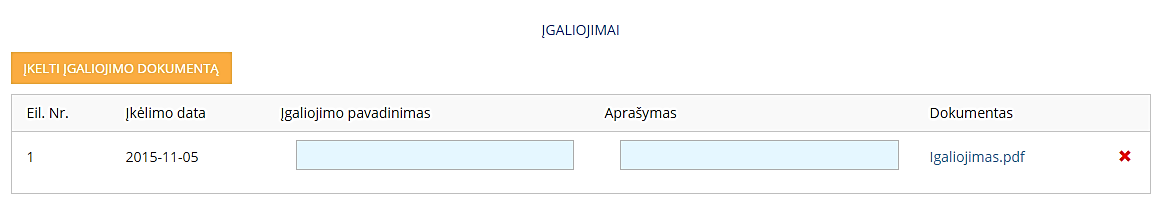 ĮGALIOJIMAI
ĮKELTI ĮGALIOJIMO DOKUMENTĄ
Eil. Nr. Įkėlimo data Įgaliojimo pavadinimas Aprašymas Dokumentas
1 2015-11-05 Igaliojimas.pdf